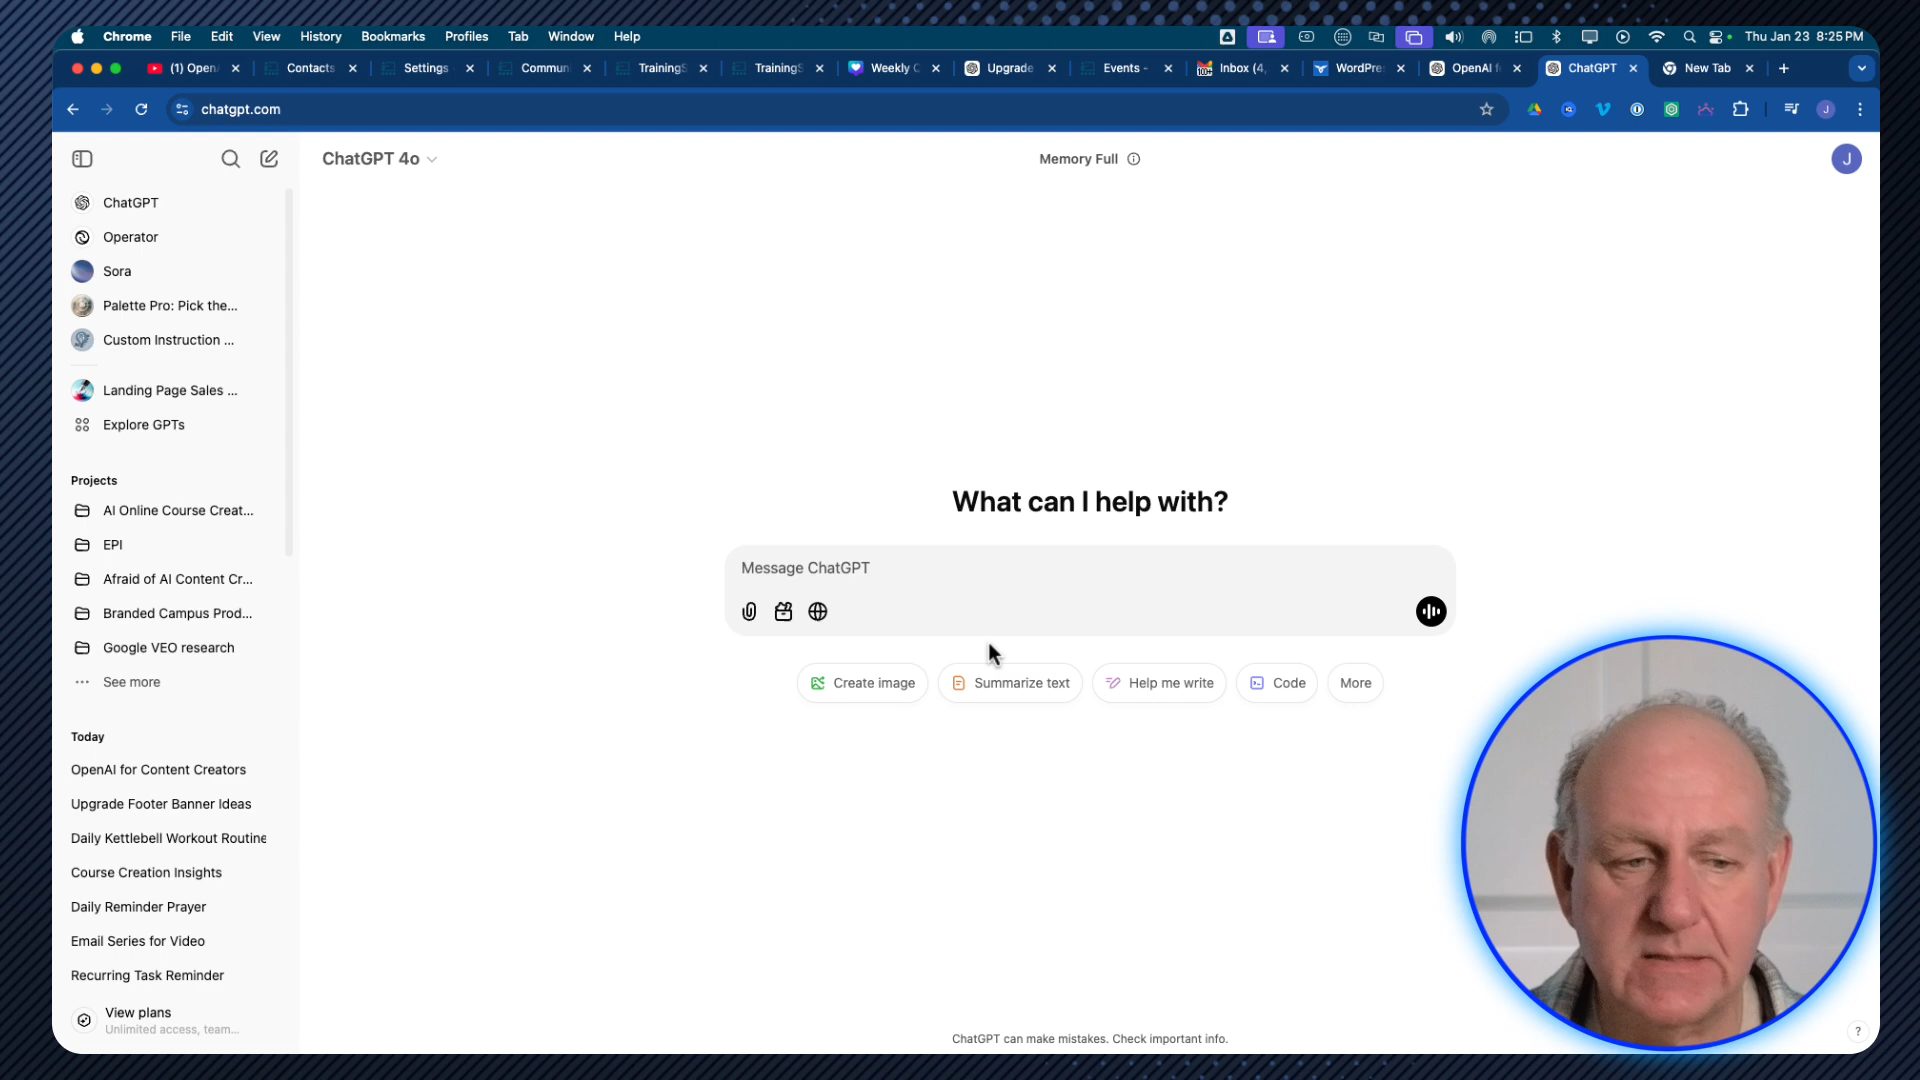 Chrome File Edit View History Bookmarks Profiles Tab Window Help Thu Jan 23 8:25 PM
(1) Open Contacts Settings Commun TrainingS TrainingS Weekly C Upgrade Events - Inbox (4, WordPre OpenAI f ChatGPT New Tab
chatgpt.com J
ChatGPT 4o Memory Full J
ChatGPT
Operator
Sora
Palette Pro: Pick the...
Custom Instruction ...
Landing Page Sales ...
Explore GPTs
Projects
AI Online Course Creat...
EPI
Afraid of AI Content Cr...
Branded Campus Prod...
Google VEO research
See more
Today
OpenAI for Content Creators
Upgrade Footer Banner Ideas
Daily Kettlebell Workout Routine
Course Creation Insights
Daily Reminder Prayer
Email Series for Video
Recurring Task Reminder
View plans
Unlimited access, team...
What can I help with?
Message ChatGPT
Create image Summarize text Help me write Code More
ChatGPT can make mistakes. Check important info.
?